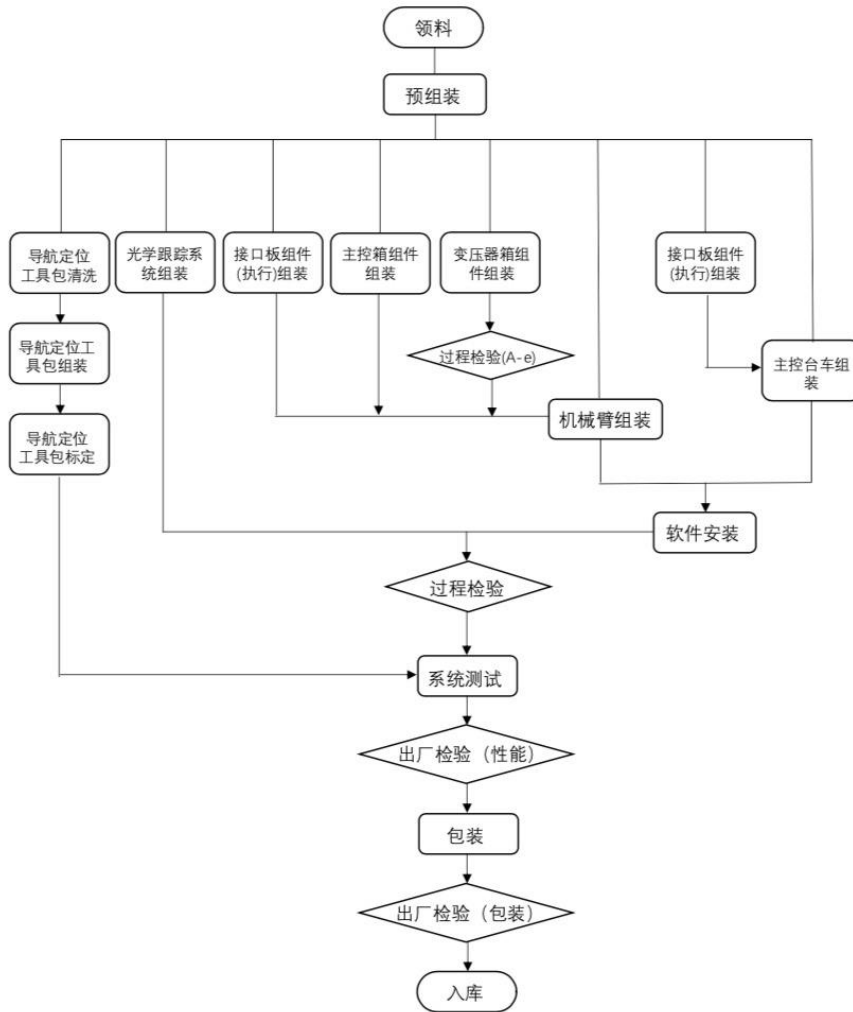 领料
预组装
导航定位
工具包清洗
光学跟踪系
统组装
接口板组件
(执行)组装
主控箱组件
组装
变压器箱组
件组装
接口板组件
(执行)组装
导航定位工
具包组装
过程检验(A-e)
主控台车组
装
导航定位
工具包标定
机械臂组装
软件安装
过程检验
系统测试
出厂检验（性能）
包装
出厂检验（包装）
入库